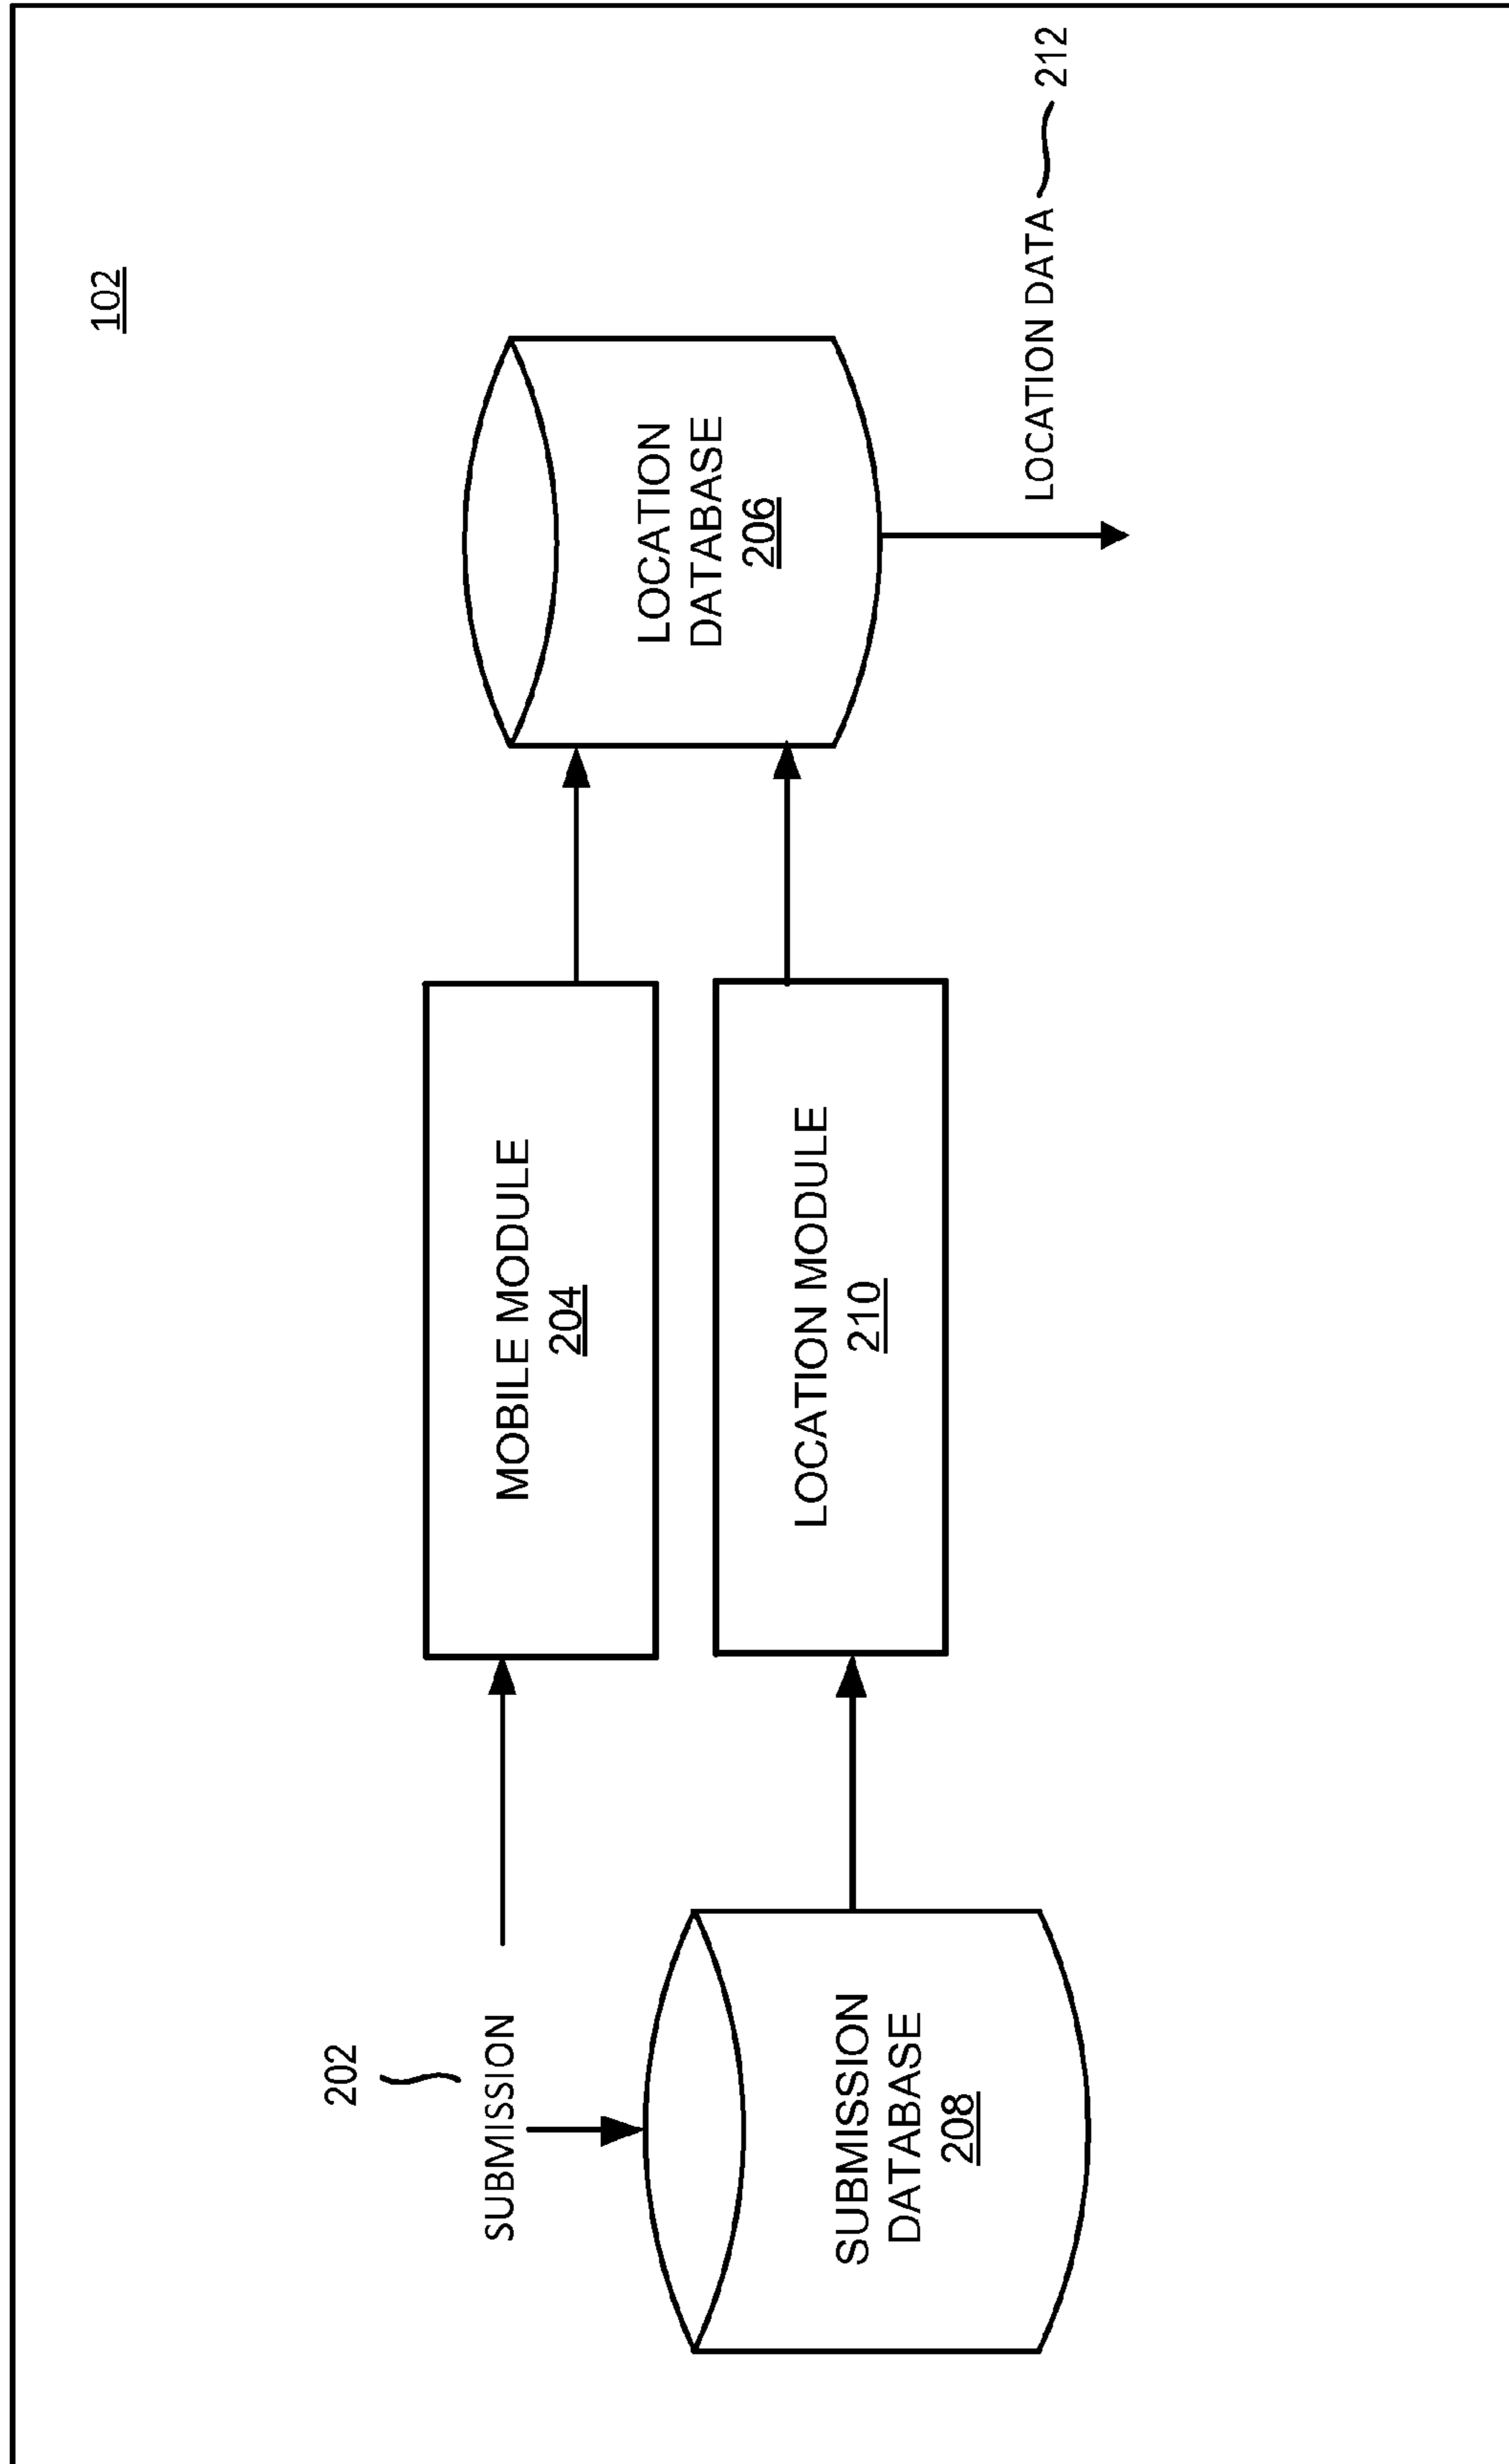 102
202
SUBMISSION
SUBMISSION
DATABASE
208
MOBILE MODULE
204
LOCATION MODULE
210
LOCATION
DATABASE
206
LOCATION DATA
212